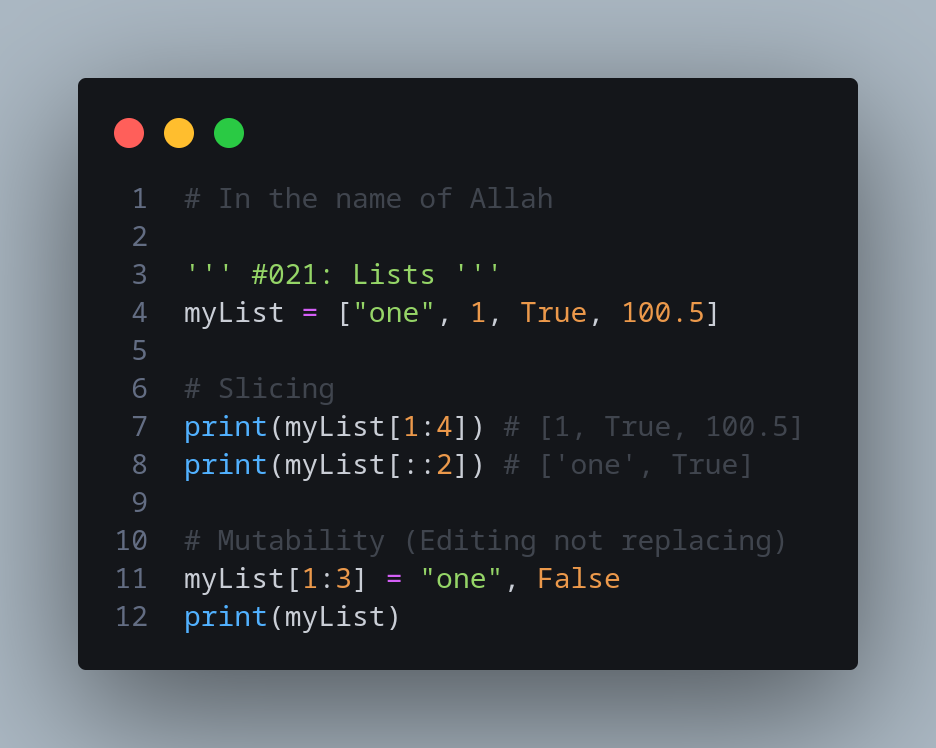 1 # In the name of Allah
2
3 ''' #021: Lists '''
4 myList = ["one", 1, True, 100.5]
5
6 # Slicing
7 print(myList[1:4]) # [1, True, 100.5]
8 print(myList[::2]) # ['one', True]
9
10 # Mutability (Editing not replacing)
11 myList[1:3] = "one", False
12 print(myList)